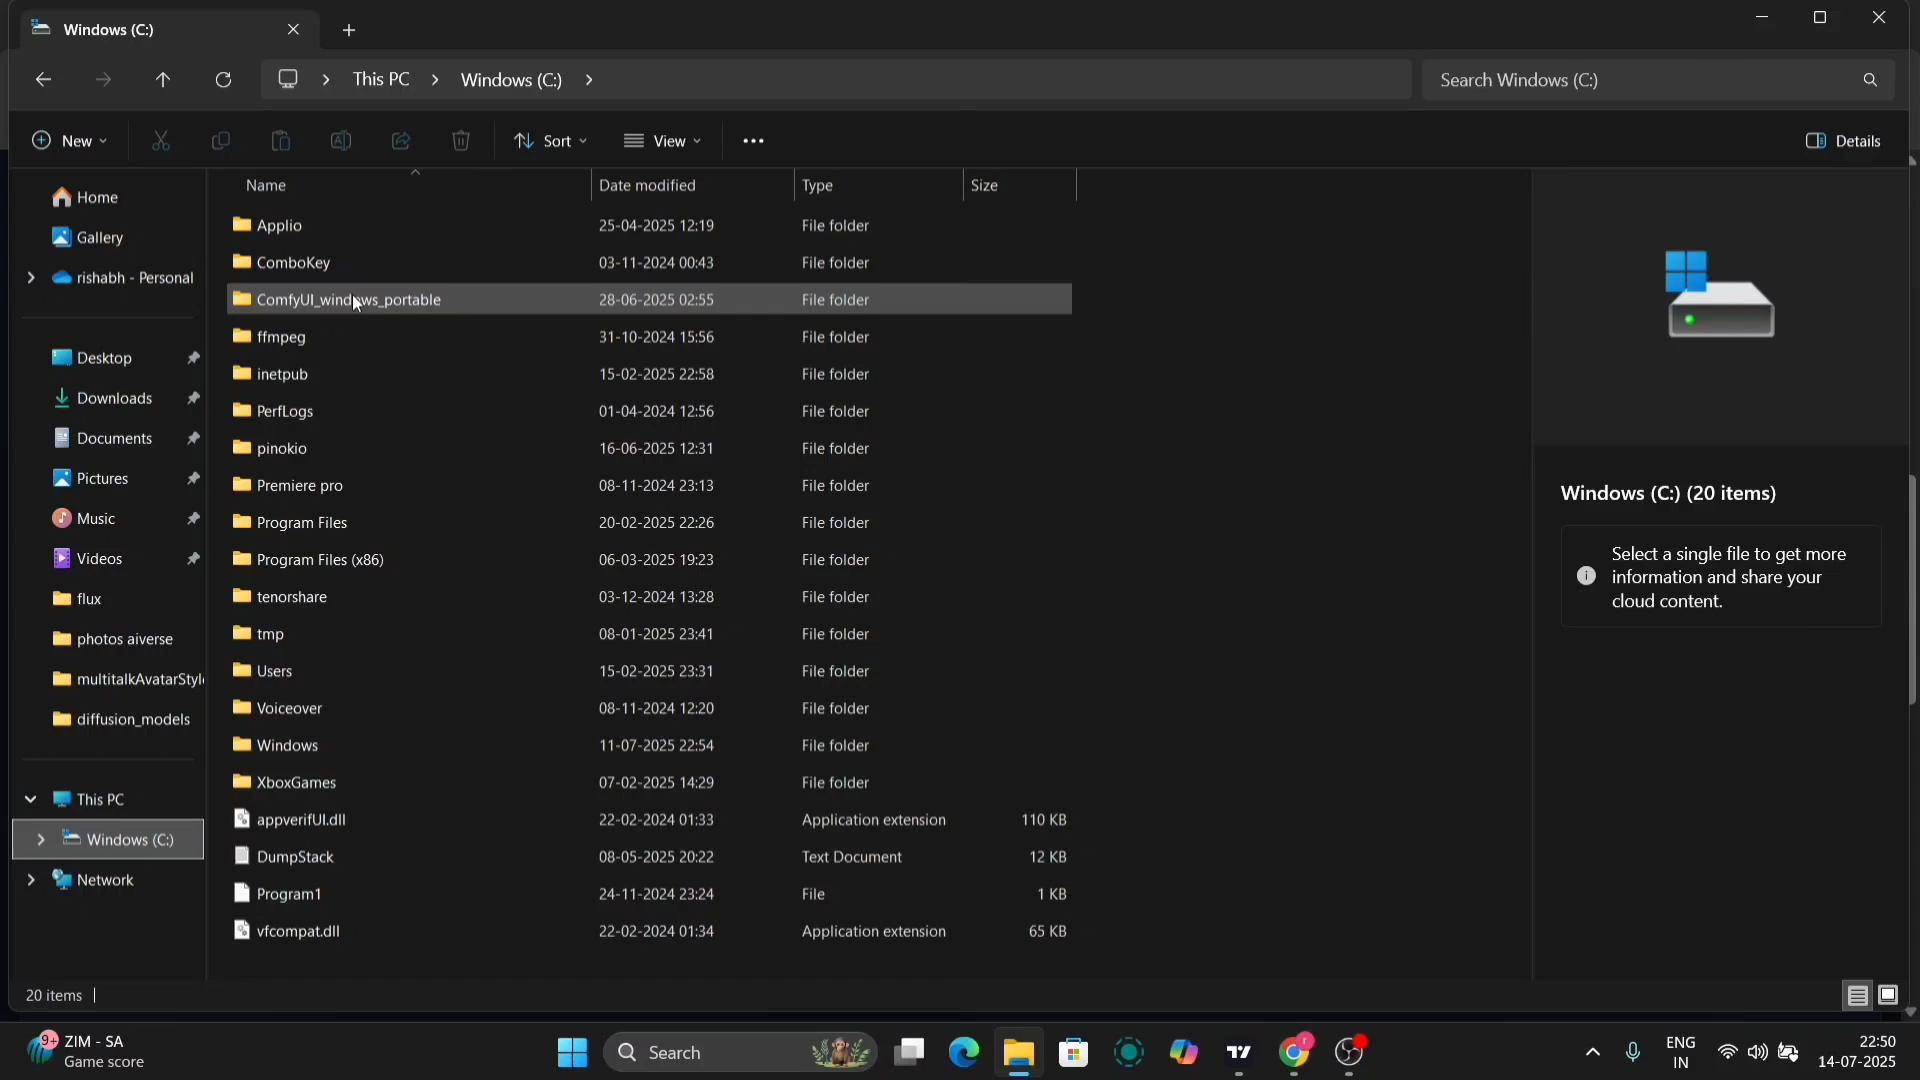 Windows (C:)
This PC
Windows (C:)
Search Windows (C:)
New
Sort
View
Details
Name
Date modified
Type
Size
Home
Gallery
rishabh - Personal
Desktop
Downloads
Documents
Pictures
Music
Videos
flux
photos aiverse
multitalkAvatarStyl
diffusion_models
This PC
Windows (C:)
Network
Applio 25-04-2025 12:19 File folder
ComboKey 03-11-2024 00:43 File folder
ComfyUI_windows_portable 28-06-2025 02:55 File folder
ffmpeg 31-10-2024 15:56 File folder
inetpub 15-02-2025 22:58 File folder
PerfLogs 01-04-2024 12:56 File folder
pinokio 16-06-2025 12:31 File folder
Premiere pro 08-11-2024 23:13 File folder
Program Files 20-02-2025 22:26 File folder
Program Files (x86) 06-03-2025 19:23 File folder
tenorshare 03-12-2024 13:28 File folder
tmp 08-01-2025 23:41 File folder
Users 15-02-2025 23:31 File folder
Voiceover 08-11-2024 12:20 File folder
Windows 11-07-2025 22:54 File folder
XboxGames 07-02-2025 14:29 File folder
appverifUI.dll 22-02-2024 01:33 Application extension 110 KB
DumpStack 08-05-2025 20:22 Text Document 12 KB
Program1 24-11-2024 23:24 File 1 KB
vfcompat.dll 22-02-2024 01:34 Application extension 65 KB
Windows (C:) (20 items)
Select a single file to get more
information and share your
cloud content.
20 items
9+
ZIM - SA
Game score
Search
ENG
IN
22:50
14-07-2025